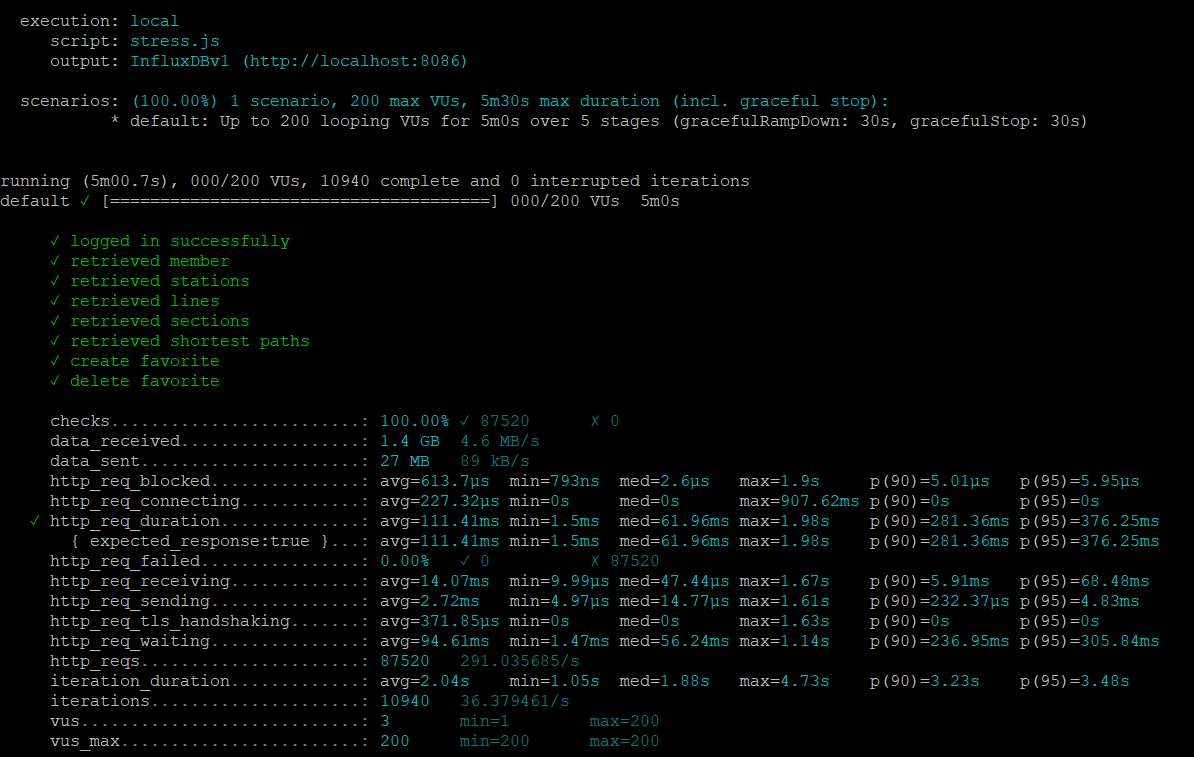 execution: local
script: stress.js
output: InfluxDBv1 (http://localhost:8086)
scenarios: (100.00%) 1 scenario, 200 max VUs, 5m30s max duration (incl. graceful stop):
* default: Up to 200 looping VUs for 5m0s over 5 stages (gracefulRampDown: 30s, gracefulStop: 30s)
running (5m00.7s), 000/200 VUs, 10940 complete and 0 interrupted iterations
default ✓ [======================================] 000/200 VUs  5m0s
✓ logged in successfully
✓ retrieved member
✓ retrieved stations
✓ retrieved lines
✓ retrieved sections
✓ retrieved shortest paths
✓ create favorite
✓ delete favorite
checks.........................: 100.00% ✓ 87520      ✗ 0
data_received..................: 1.4 GB  4.6 MB/s
data_sent......................: 27 MB   89 kB/s
http_req_blocked...............: avg=613.7µs  min=793ns  med=2.6µs   max=1.9s     p(90)=5.01µs   p(95)=5.95µs
http_req_connecting............: avg=227.32µs min=0s     med=0s      max=907.62ms p(90)=0s       p(95)=0s
✓ http_req_duration..............: avg=111.41ms min=1.5ms  med=61.96ms max=1.98s    p(90)=281.36ms p(95)=376.25ms
{ expected_response:true }...: avg=111.41ms min=1.5ms  med=61.96ms max=1.98s    p(90)=281.36ms p(95)=376.25ms
http_req_failed................: 0.00%   ✓ 0          ✗ 87520
http_req_receiving.............: avg=14.07ms  min=9.99µs med=47.44µs max=1.67s    p(90)=5.91ms   p(95)=68.48ms
http_req_sending...............: avg=2.72ms   min=4.97µs med=14.77µs max=1.61s    p(90)=232.37µs p(95)=4.83ms
http_req_tls_handshaking.......: avg=371.85µs min=0s     med=0s      max=1.63s    p(90)=0s       p(95)=0s
http_req_waiting...............: avg=94.61ms  min=1.47ms med=56.24ms max=1.14s    p(90)=236.95ms p(95)=305.84ms
http_reqs......................: 87520   291.035685/s
iteration_duration.............: avg=2.04s    min=1.05s  med=1.88s   max=4.73s    p(90)=3.23s    p(95)=3.48s
iterations.....................: 10940   36.379461/s
vus............................: 3       min=1        max=200
vus_max........................: 200     min=200      max=200